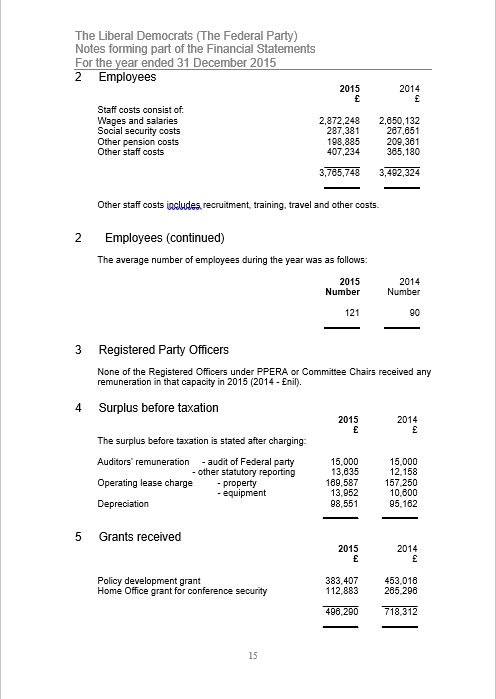 The Liberal Democrats (The Federal Party)
Notes forming part of the Financial Statements
For the year ended 31 December 2015
2 Employees
2015 2014
£ £
Staff costs consist of:
Wages and salaries 2,872,248 2,650,132
Social security costs 287,381 267,651
Other pension costs 198,885 209,361
Other staff costs 407,234 365,180
3,765,748 3,492,324
Other staff costs includes recruitment, training, travel and other costs.
2 Employees (continued)
The average number of employees during the year was as follows:
2015 2014
Number Number
121 90
3 Registered Party Officers
None of the Registered Officers under PPERA or Committee Chairs received any
remuneration in that capacity in 2015 (2014 - £nil).
4 Surplus before taxation
2015 2014
£ £
The surplus before taxation is stated after charging:
Auditors' remuneration - audit of Federal party 15,000 15,000
- other statutory reporting 13,635 12,158
Operating lease charge - property 169,587 157,250
- equipment 13,952 10,600
Depreciation 98,551 95,162
5 Grants received
2015 2014
£ £
Policy development grant 383,407 453,016
Home Office grant for conference security 112,883 265,296
496,290 718,312
15